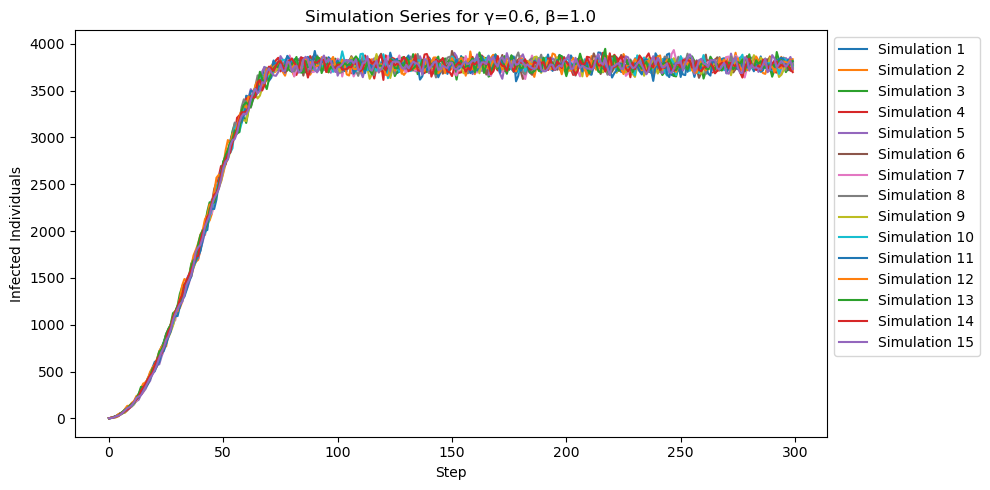 Simulation Series for γ=0.6, β=1.0
Infected Individuals
4000
3500
3000
2500
2000
1500
1000
500
0
0
50
100
150
200
250
300
Step
Simulation 1
Simulation 2
Simulation 3
Simulation 4
Simulation 5
Simulation 6
Simulation 7
Simulation 8
Simulation 9
Simulation 10
Simulation 11
Simulation 12
Simulation 13
Simulation 14
Simulation 15